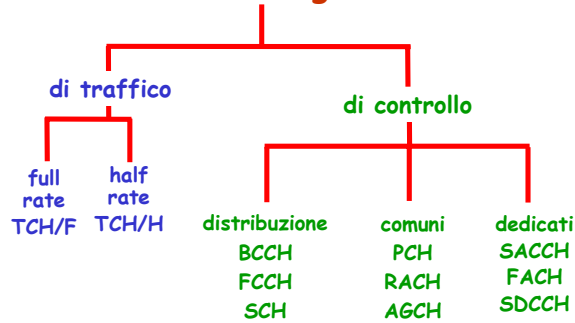 di traffico
di controllo
full
rate
TCH/F
half
rate
TCH/H
distribuzione
BCCH
FCCH
SCH
comuni
PCH
RACH
AGCH
dedicati
SACCH
FACH
SDCCH